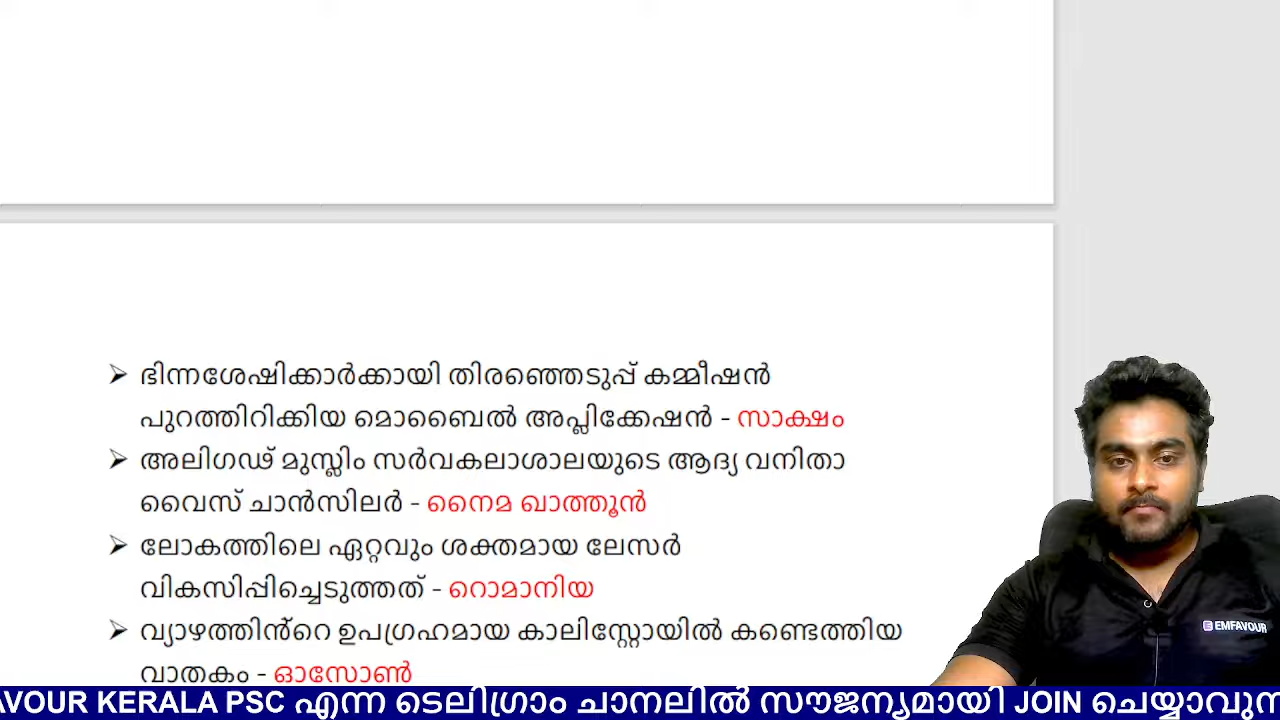 ഭിന്നശേഷിക്കാർക്കായി തിരഞ്ഞെടുപ്പ് കമ്മീഷൻ
പുറത്തിറിക്കിയ മൊബൈൽ അപ്ലിക്കേഷൻ - സാക്ഷം
അലിഗഢ് മുസ്ലിം സർവകലാശാലയുടെ ആദ്യ വനിതാ
വൈസ് ചാൻസിലർ - നൈമ ഖാത്തൂൻ
ലോകത്തിലെ ഏറ്റവും ശക്തമായ ലേസർ
വികസിപ്പിച്ചെടുത്തത് - റൊമാനിയ
വ്യാഴത്തിൻ്റെ ഉപഗ്രഹമായ കാലിസ്റ്റോയിൽ കണ്ടെത്തിയ
വാതകം - ഓസോൺ
EMFAVOUR
AVOUR KERALA PSC എന്ന ടെലിഗ്രാം ചാനലിൽ സൗജന്യമായി JOIN ചെയ്യാവുന